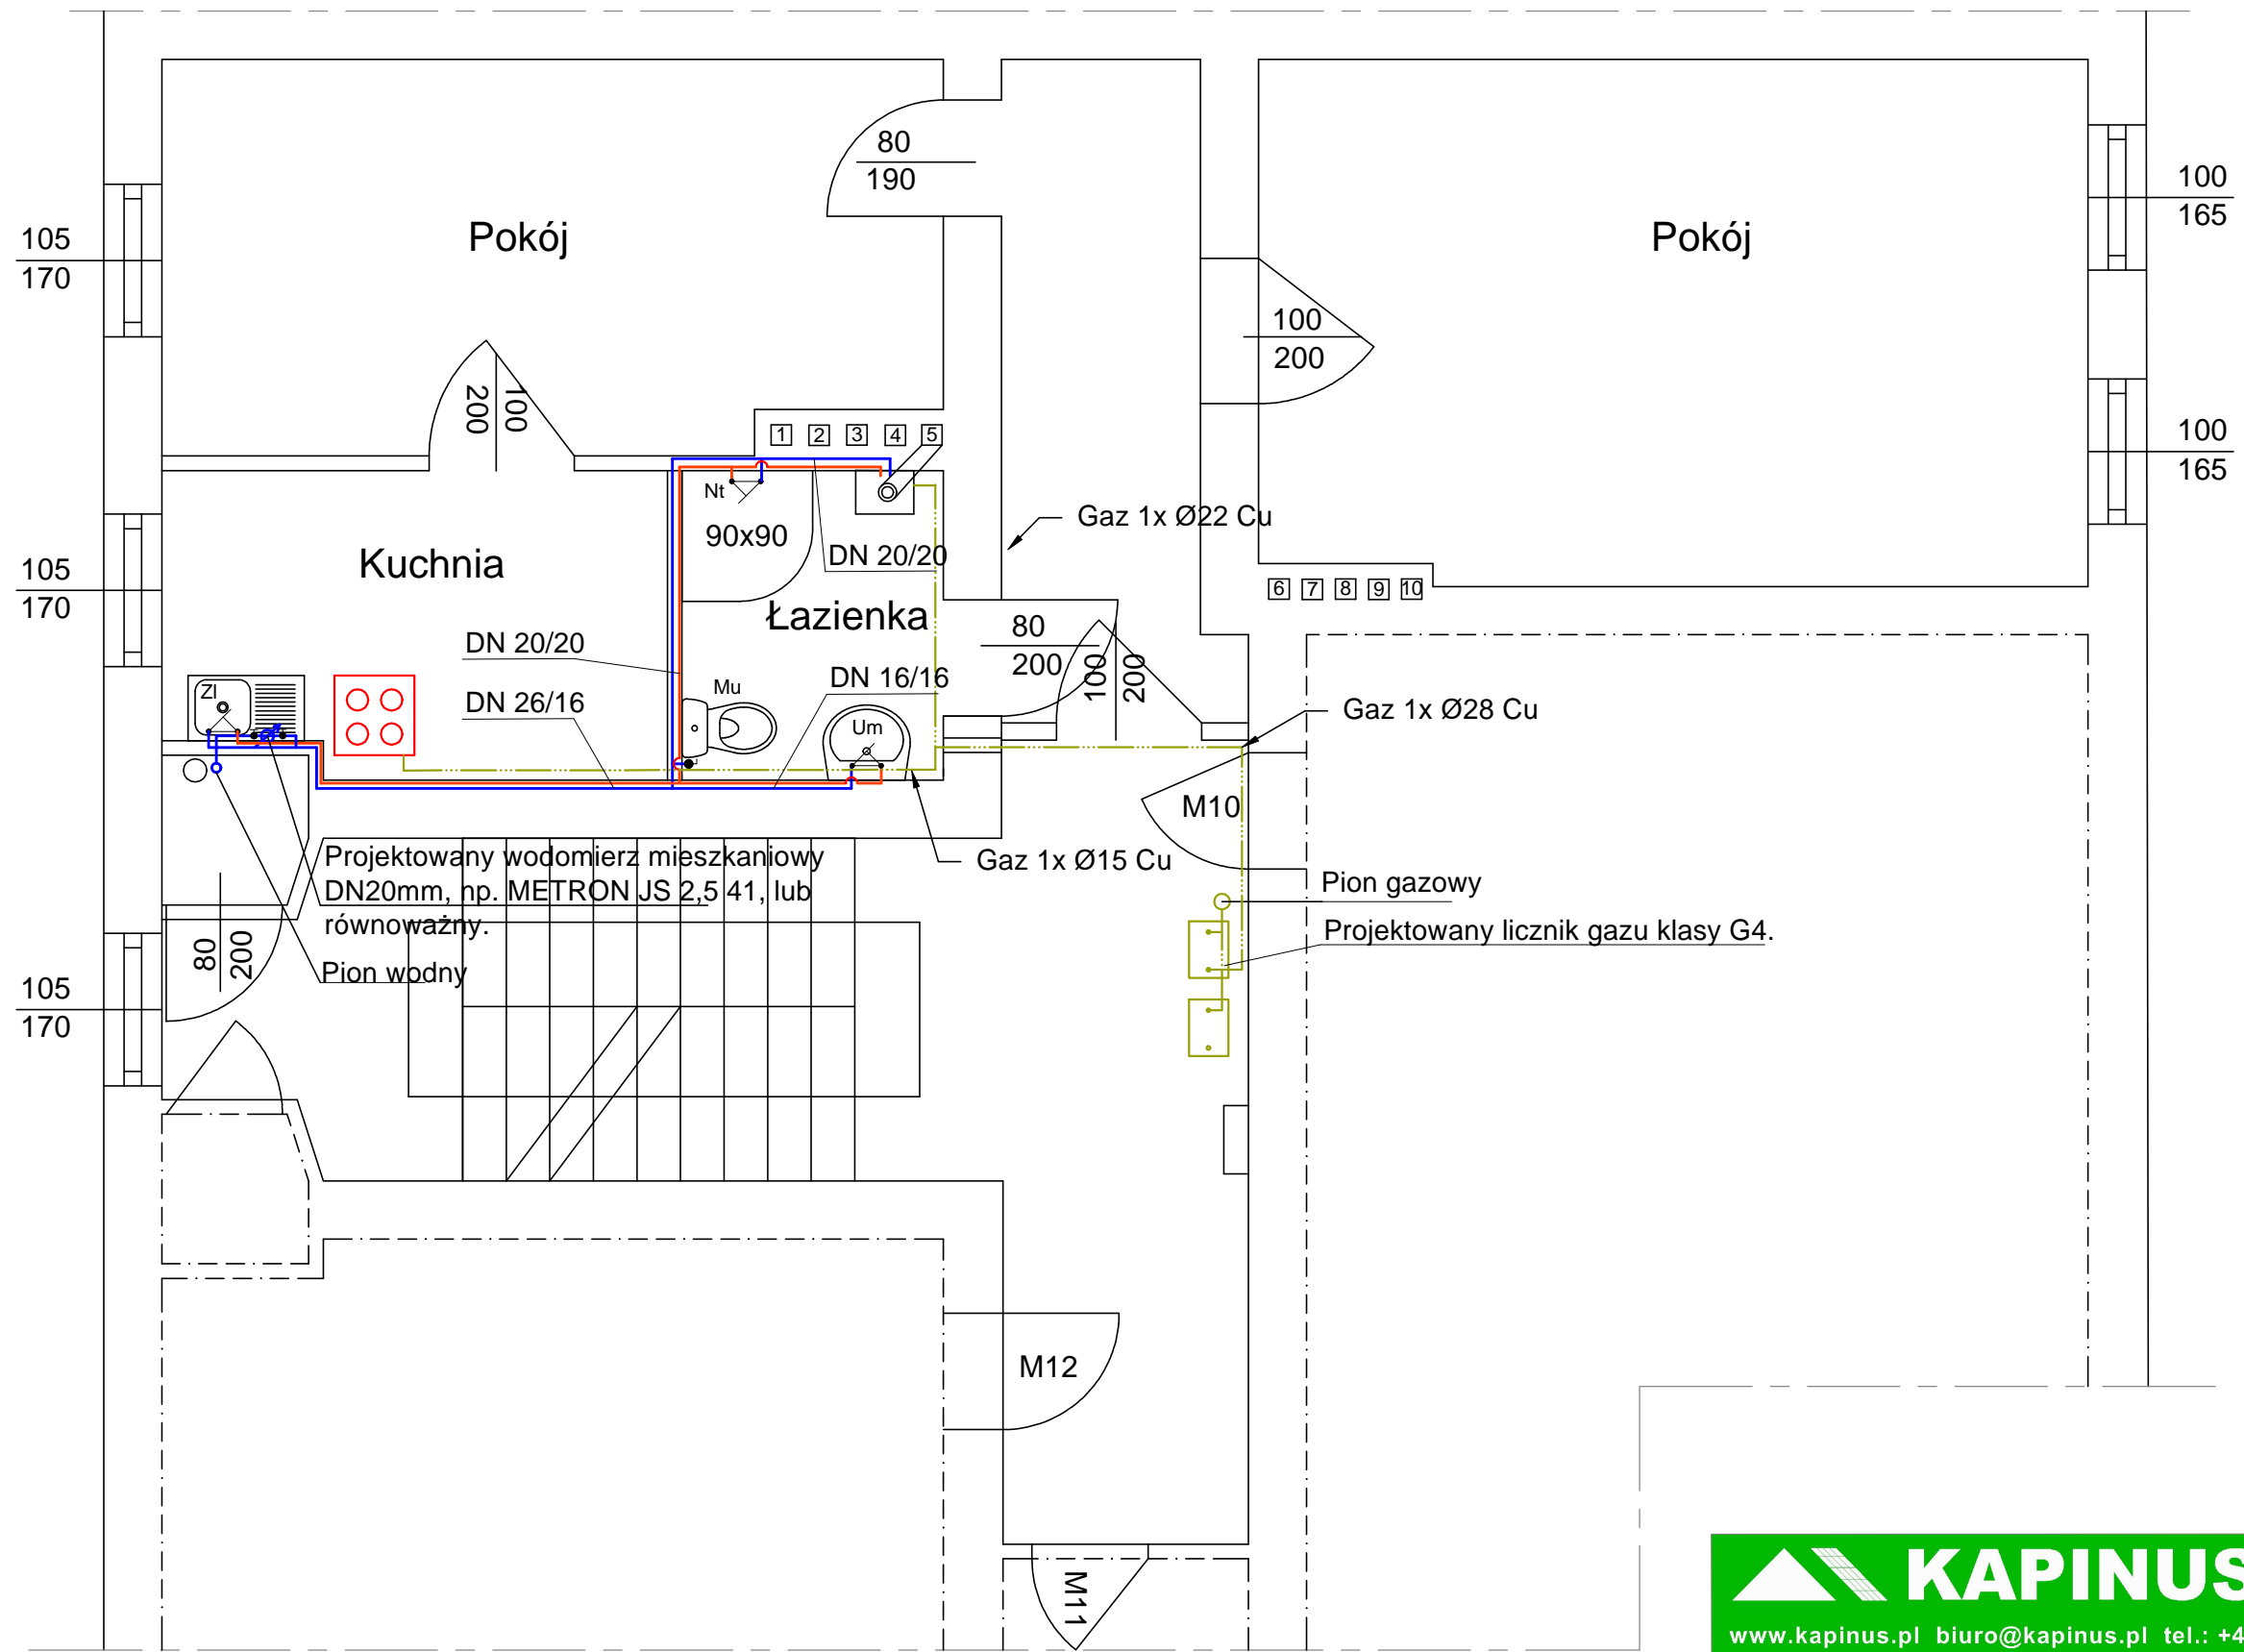 80
190
Pokój
Pokój
100
165
105
170
100
200
100
200
1 2 3 4 5
100
165
Nt
90x90
Gaz 1x Ø22 Cu
DN 20/20
Kuchnia
105
170
6 7 8 9 10
Łazienka
80
200
100
200
DN 20/20
DN 16/16
DN 26/16
Zl
Mu
Um
Gaz 1x Ø28 Cu
M10
Gaz 1x Ø15 Cu
Projektowany wodomierz mieszkaniowy
DN20mm, np. METRON JS 2,5 41, lub
równoważny.
Pion gazowy
Projektowany licznik gazu klasy G4.
80
200
Pion wodny
105
170
M12
M11
KAPINUS
www.kapinus.pl biuro@kapinus.pl tel.: +4